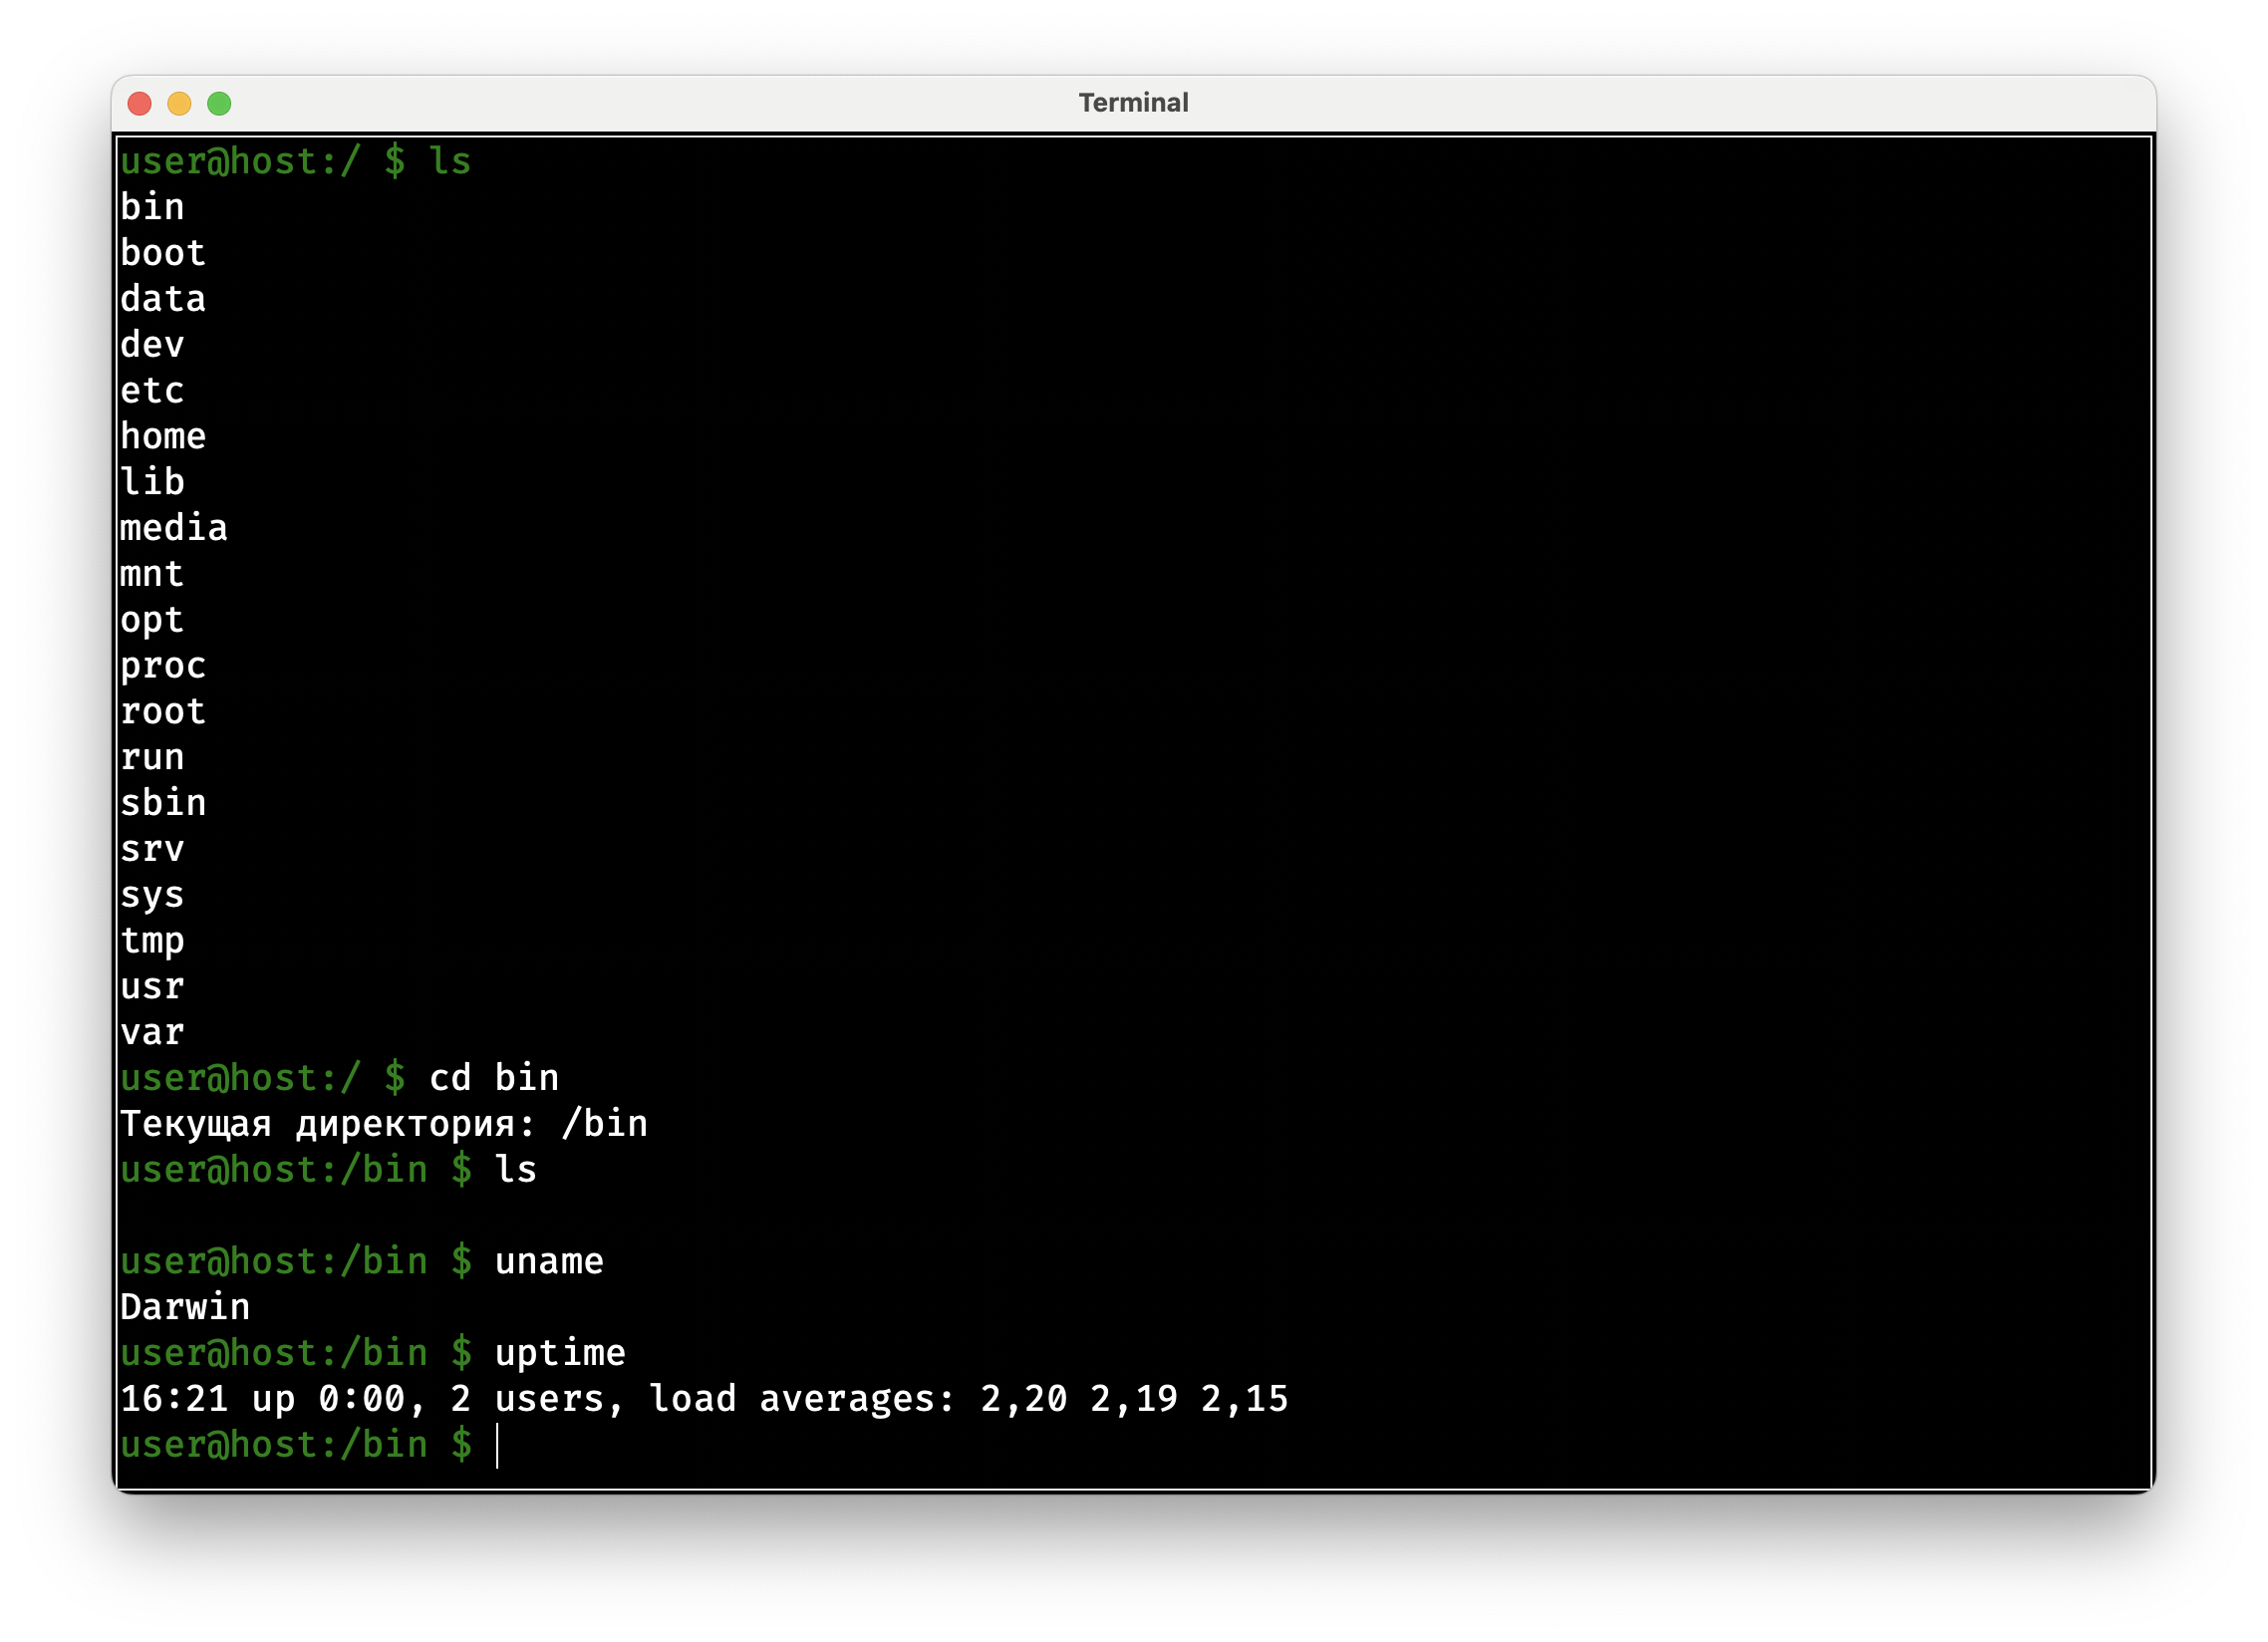 Terminal
user@host:/ $ ls
bin
boot
data
dev
etc
home
lib
media
mnt
opt
proc
root
run
sbin
srv
sys
tmp
usr
var
user@host:/ $ cd bin
Текущая директория: /bin
user@host:/bin $ ls
user@host:/bin $ uname
Darwin
user@host:/bin $ uptime
16:21 up 0:00, 2 users, load averages: 2,20 2,19 2,15
user@host:/bin $